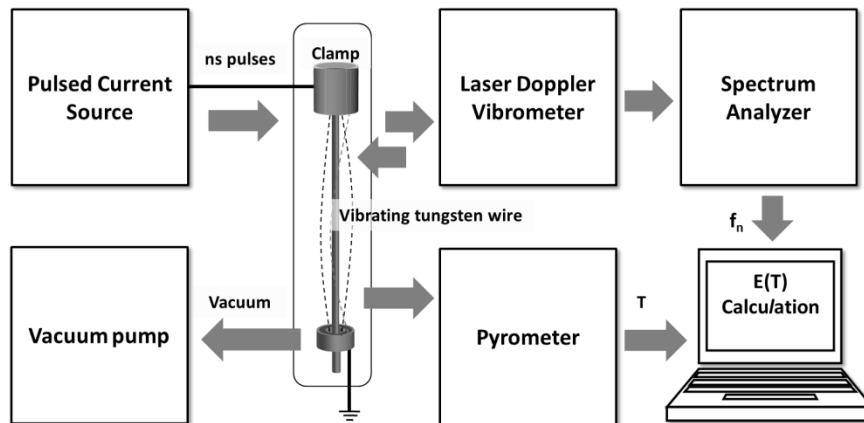 Pulsed Current
Source
ns pulses
Clamp
Laser Doppler
Vibrometer
Spectrum
Analyzer
Vibrating tungsten wire
fn
Vacuum pump
Vacuum
Pyrometer
T
E(T)
Calculation